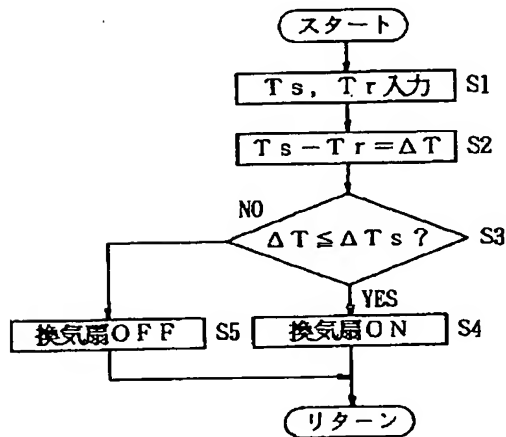 スタート
Ts,Tr入力 S1
Ts-Tr=ΔT S2
NO
ΔT≦ΔTs? S3
YES
換気扇OFF S5 換気扇ON S4
リターン